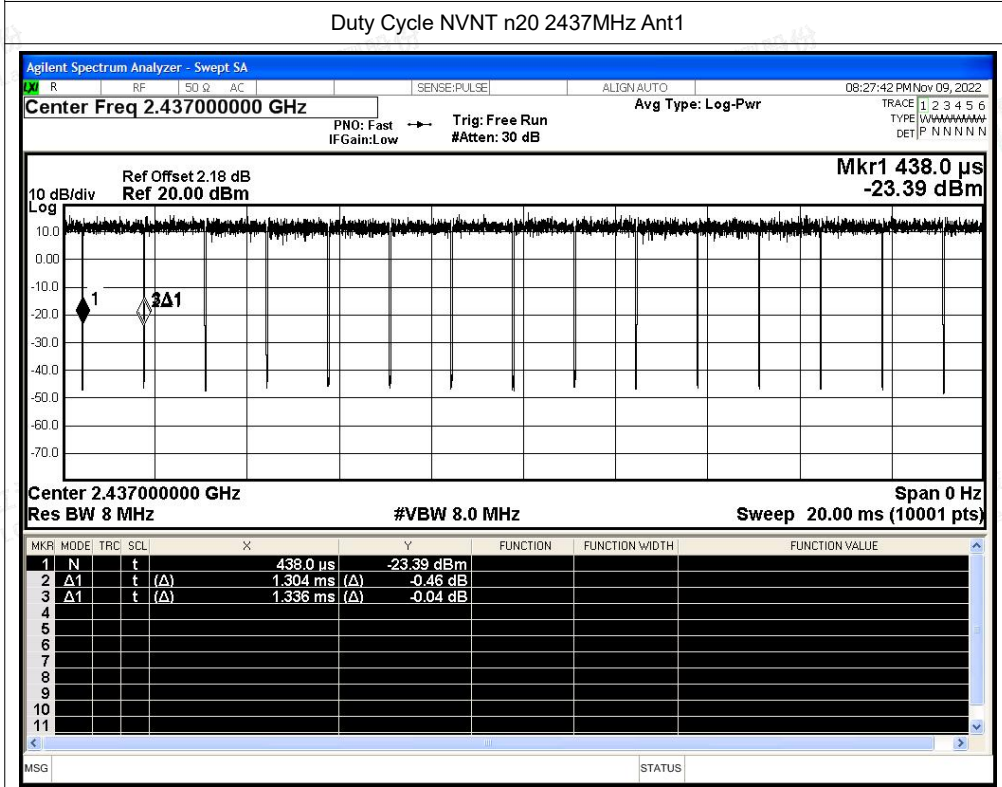 Duty Cycle NVNT n20 2437MHz Ant1
Agilent Spectrum Analyzer - Swept SA
LXI R RF 50 Ω AC SENSE:PULSE ALIGN AUTO 08:27:42 PM Nov 09, 2022
Center Freq 2.437000000 GHz Avg Type: Log-Pwr TRACE 1 2 3 4 5 6
PNO: Fast Trig: Free Run TYPE
IFGain:Low #Atten: 30 dB DET P N N N N N
Mkr1 438.0 µs
Ref Offset 2.18 dB
10 dB/div Ref 20.00 dBm -23.39 dBm
Log
10.0
0.00
-10.0
1 3Δ1
-20.0
-30.0
-40.0
-50.0
-60.0
-70.0
Center 2.437000000 GHz Span 0 Hz
Res BW 8 MHz #VBW 8.0 MHz Sweep 20.00 ms (10001 pts)
MKR MODE TRC SCL X Y FUNCTION FUNCTION WIDTH FUNCTION VALUE
1 N t 438.0 µs -23.39 dBm
2 Δ1 t (Δ) 1.304 ms (Δ) -0.46 dB
3 Δ1 t (Δ) 1.336 ms (Δ) -0.04 dB
4
5
6
7
8
9
10
11
MSG STATUS